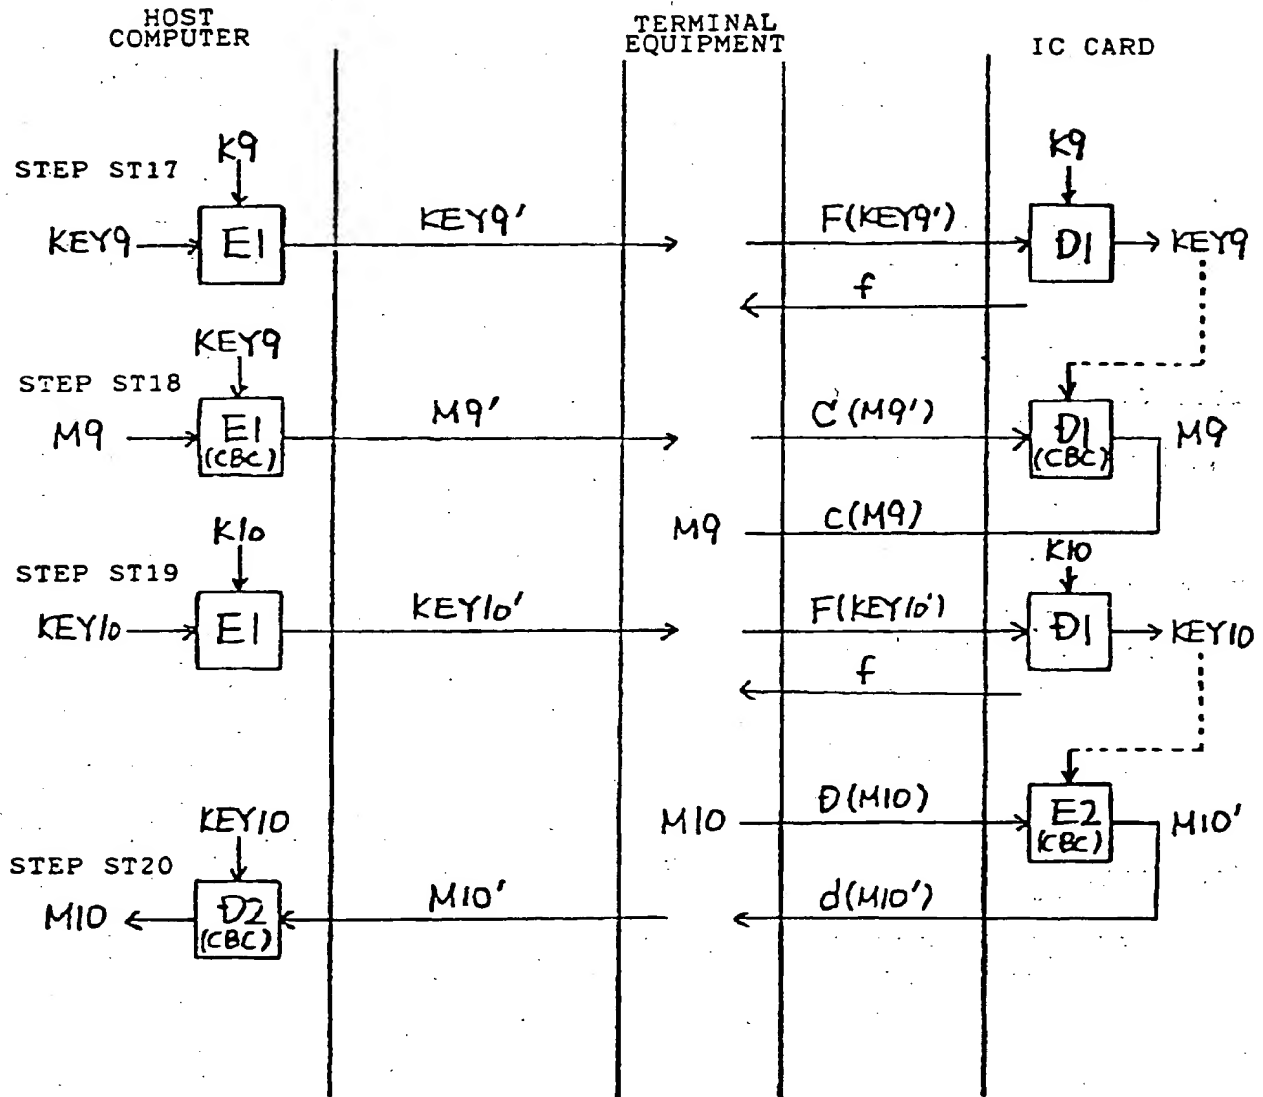 HOST
COMPUTER
TERMINAL
EQUIPMENT
IC CARD
STEP ST17
K9
K9
KEY9
E1
KEY9'
F(KEY9')
D1
KEY9
f
KEY9
STEP ST18
M9
E1
(CBC)
M9'
C(M9')
D1
(CBC)
M9
M9
c(M9)
K10
K10
STEP ST19
KEY10
E1
KEY10'
F(KEY10')
D1
KEY10
f
KEY10
M10
D(M10)
E2
(CBC)
M10'
STEP ST20
M10
D2
(CBC)
M10'
d(M10')